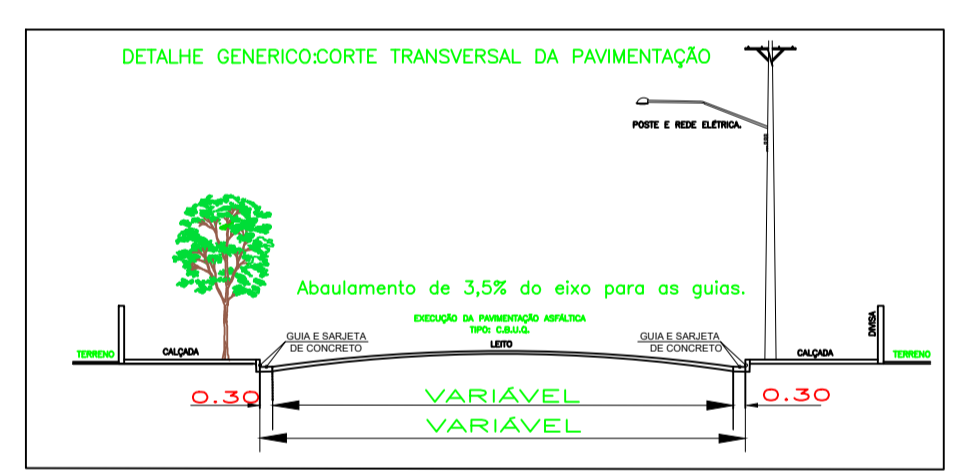 DETALHE GENERICO:CORTE TRANSVERSAL DA PAVIMENTAÇÃO
POSTE E REDE ELÉTRICA.
Abaulamento de 3,5% do eixo para as guias.
EXECUÇÃO DA PAVIMENTAÇÃO ASFÁLTICA
TIPO: C.B.U.Q.
GUIA E SARJETA
DE CONCRETO
LEITO
GUIA E SARJETA
DE CONCRETO
DIVISA
TERRENO
CALÇADA
CALÇADA
TERRENO
0.30
VARIÁVEL
0.30
VARIÁVEL